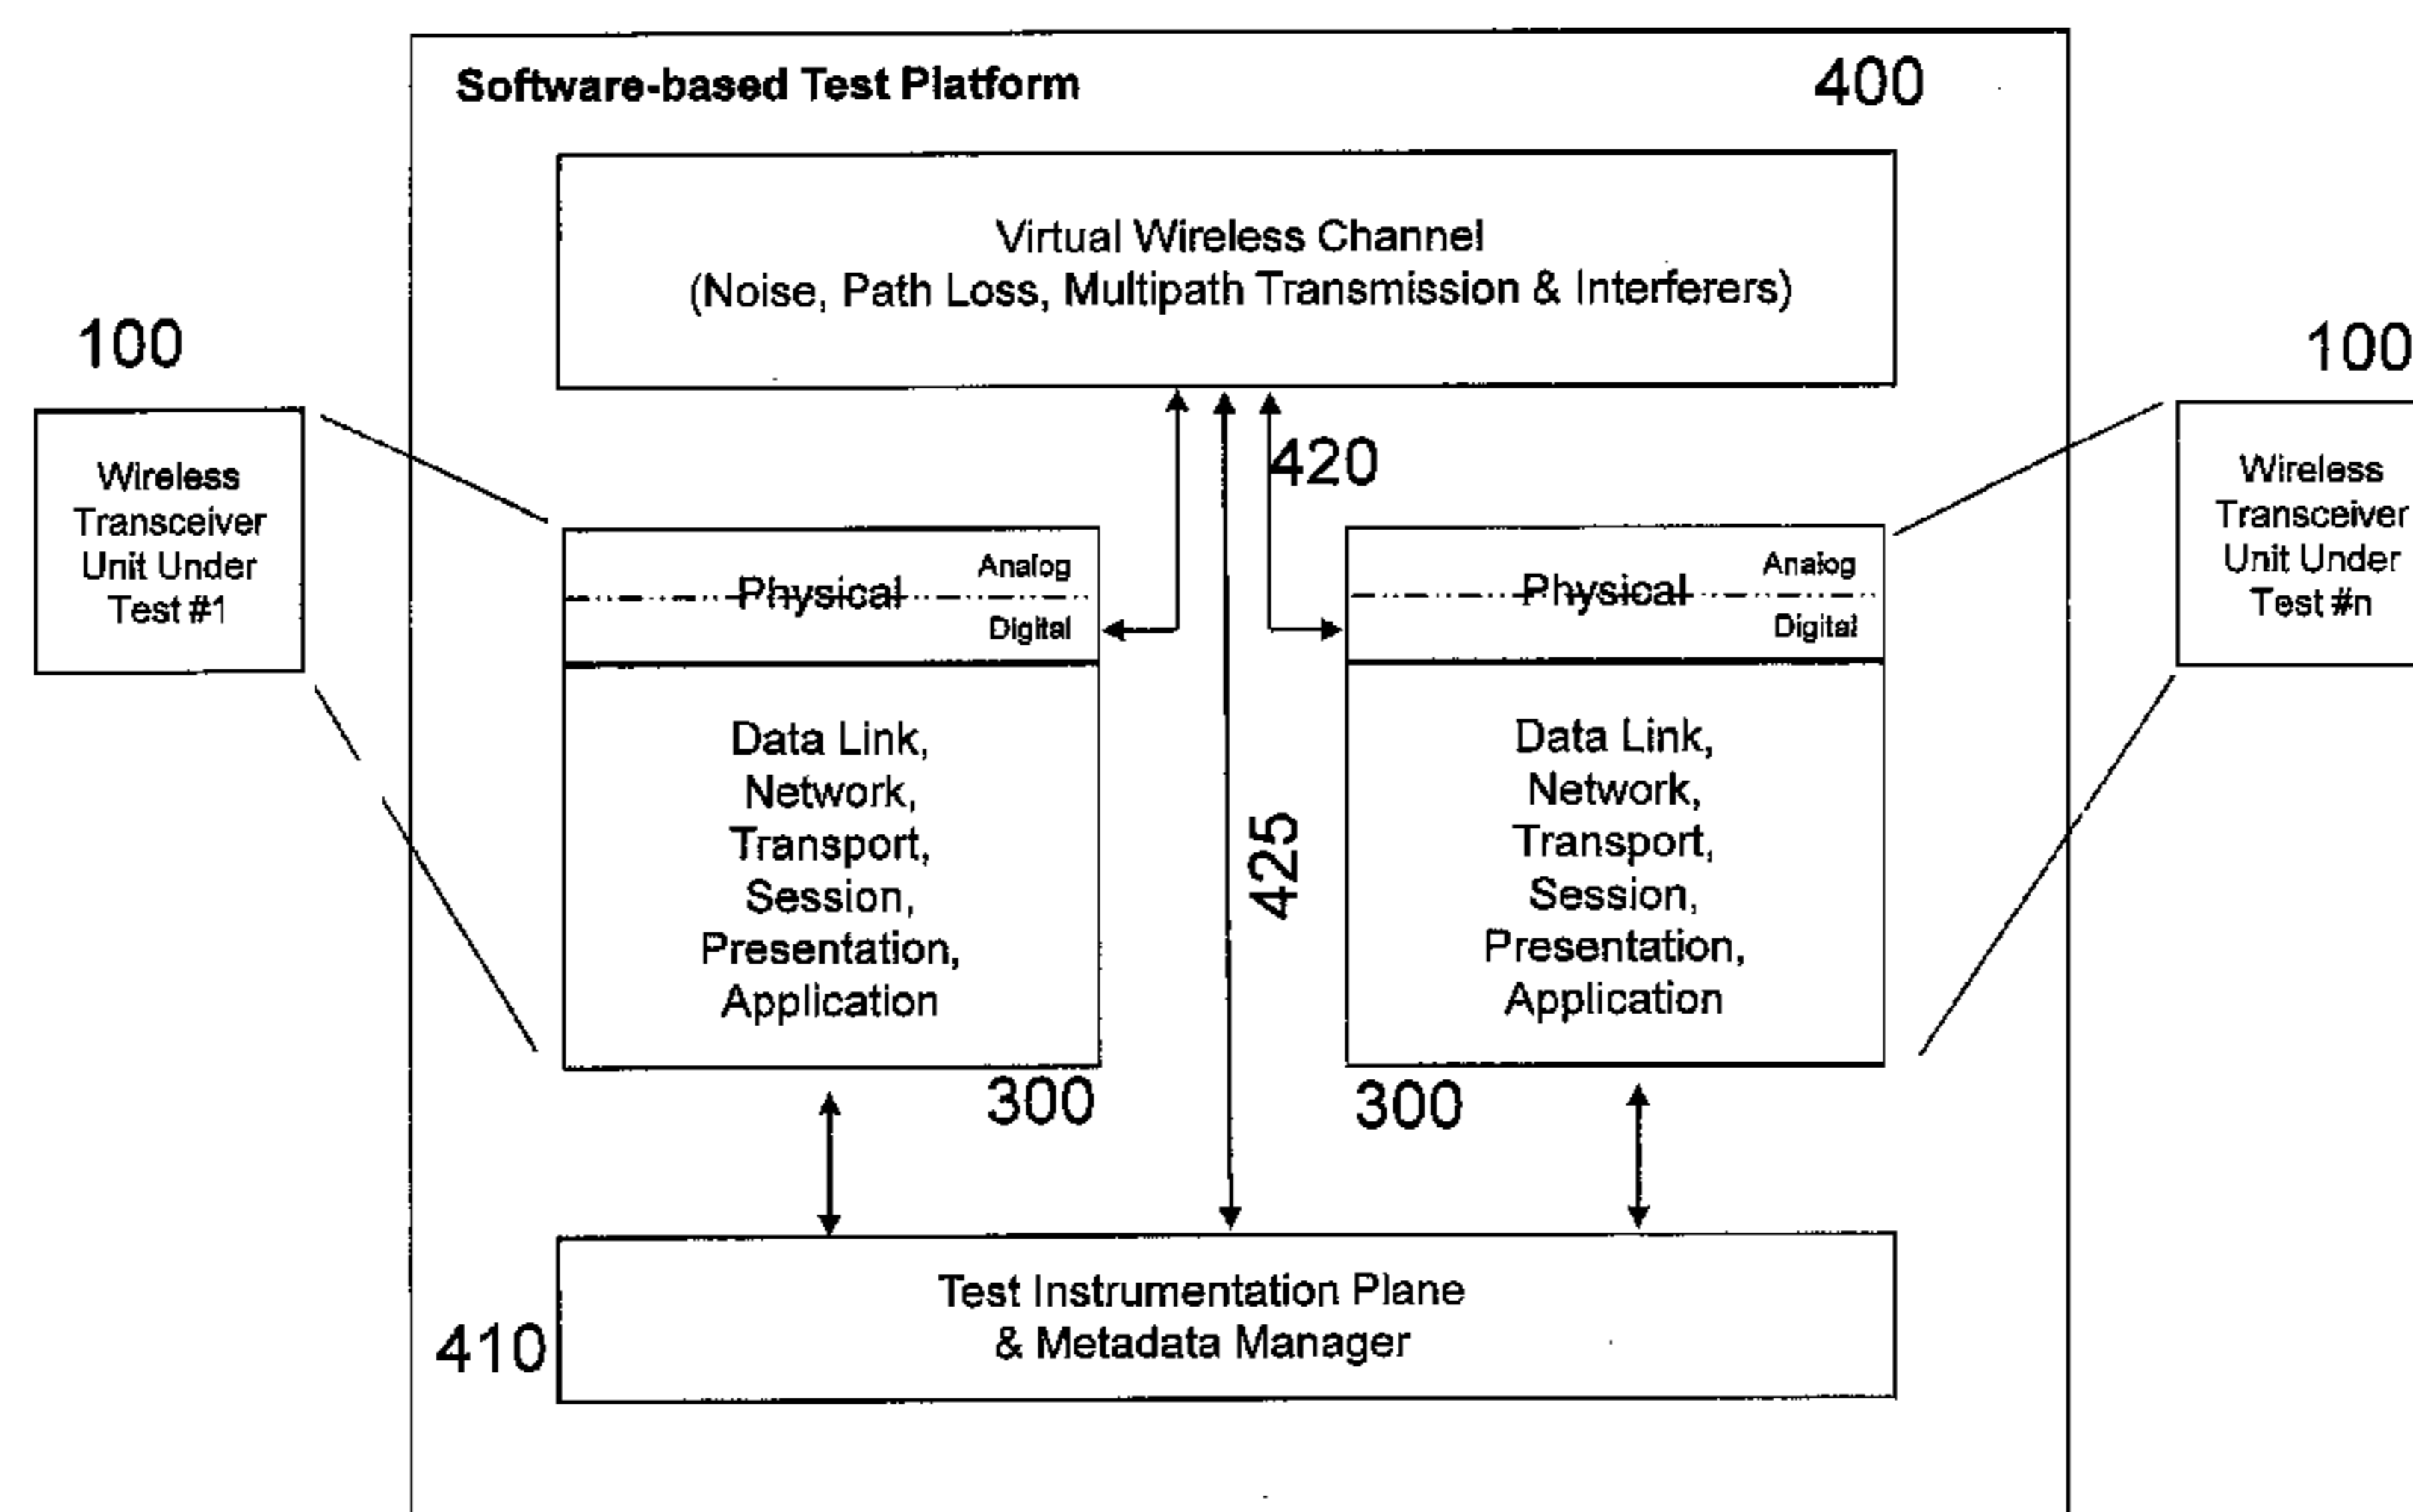 Software-based Test Platform
400
Virtual Wireless Channel
(Noise, Path Loss, Multipath Transmission & Interferers)
100
Wireless
Transceiver
Unit Under
Test #1
100
Wireless
Transceiver
Unit Under
Test #n
420
Physical
Analog
Digital
Data Link,
Network,
Transport,
Session,
Presentation,
Application
300
425
Physical
Analog
Digital
Data Link,
Network,
Transport,
Session,
Presentation,
Application
300
410
Test Instrumentation Plane
& Metadata Manager